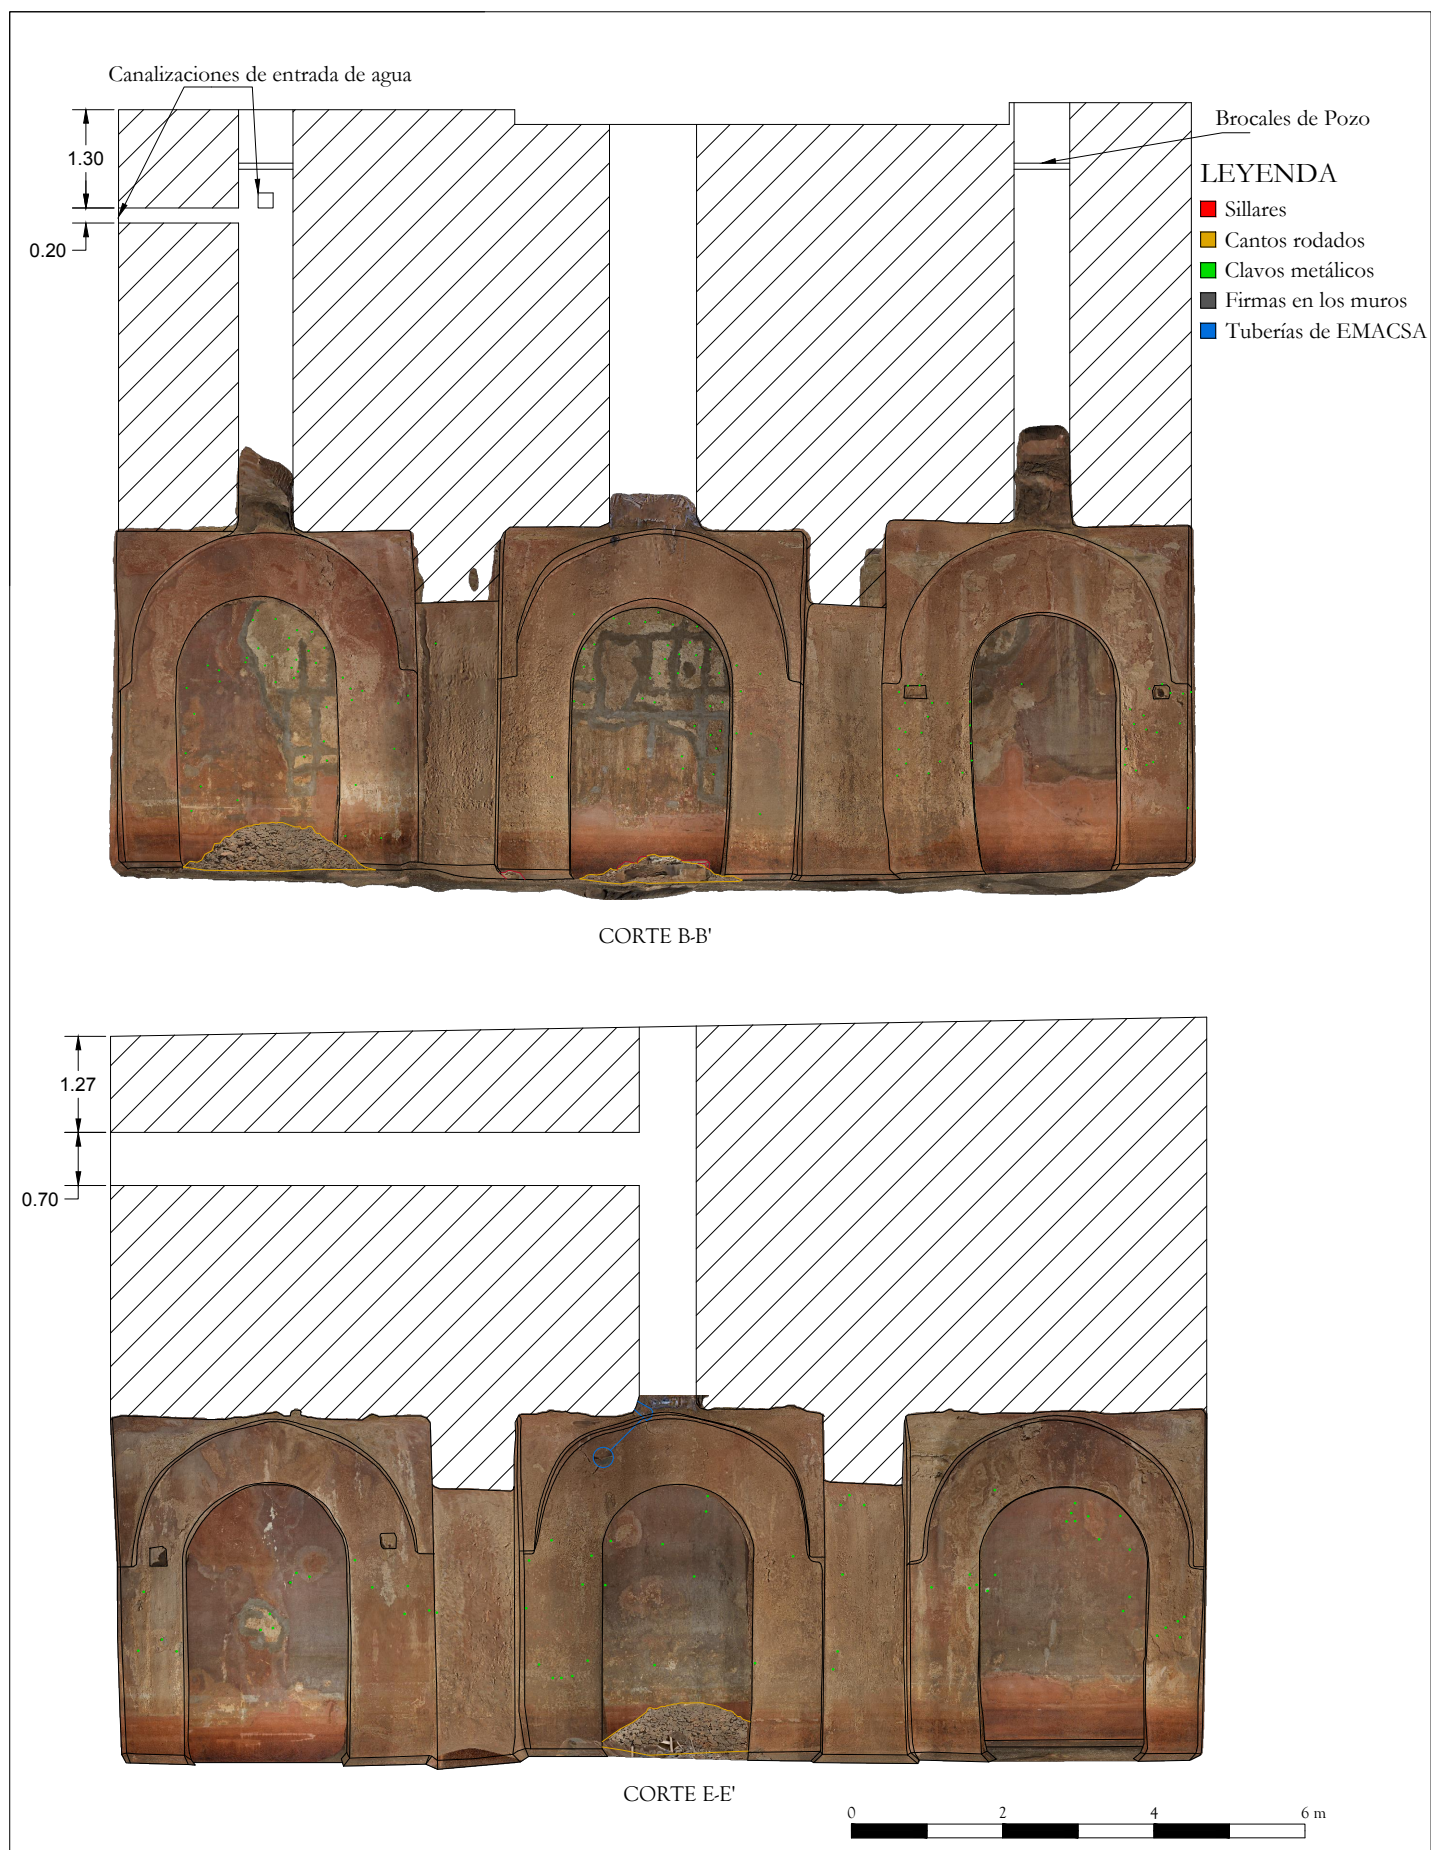 Canalizaciones de entrada de agua
1.30
0.20
Brocales de Pozo
LEYENDA
Sillares
Cantos rodados
Clavos metálicos
Firmas en los muros
Tuberías de EMACSA
CORTE B-B'
1.27
0.70
CORTE E-E'
0 2 4 6 m